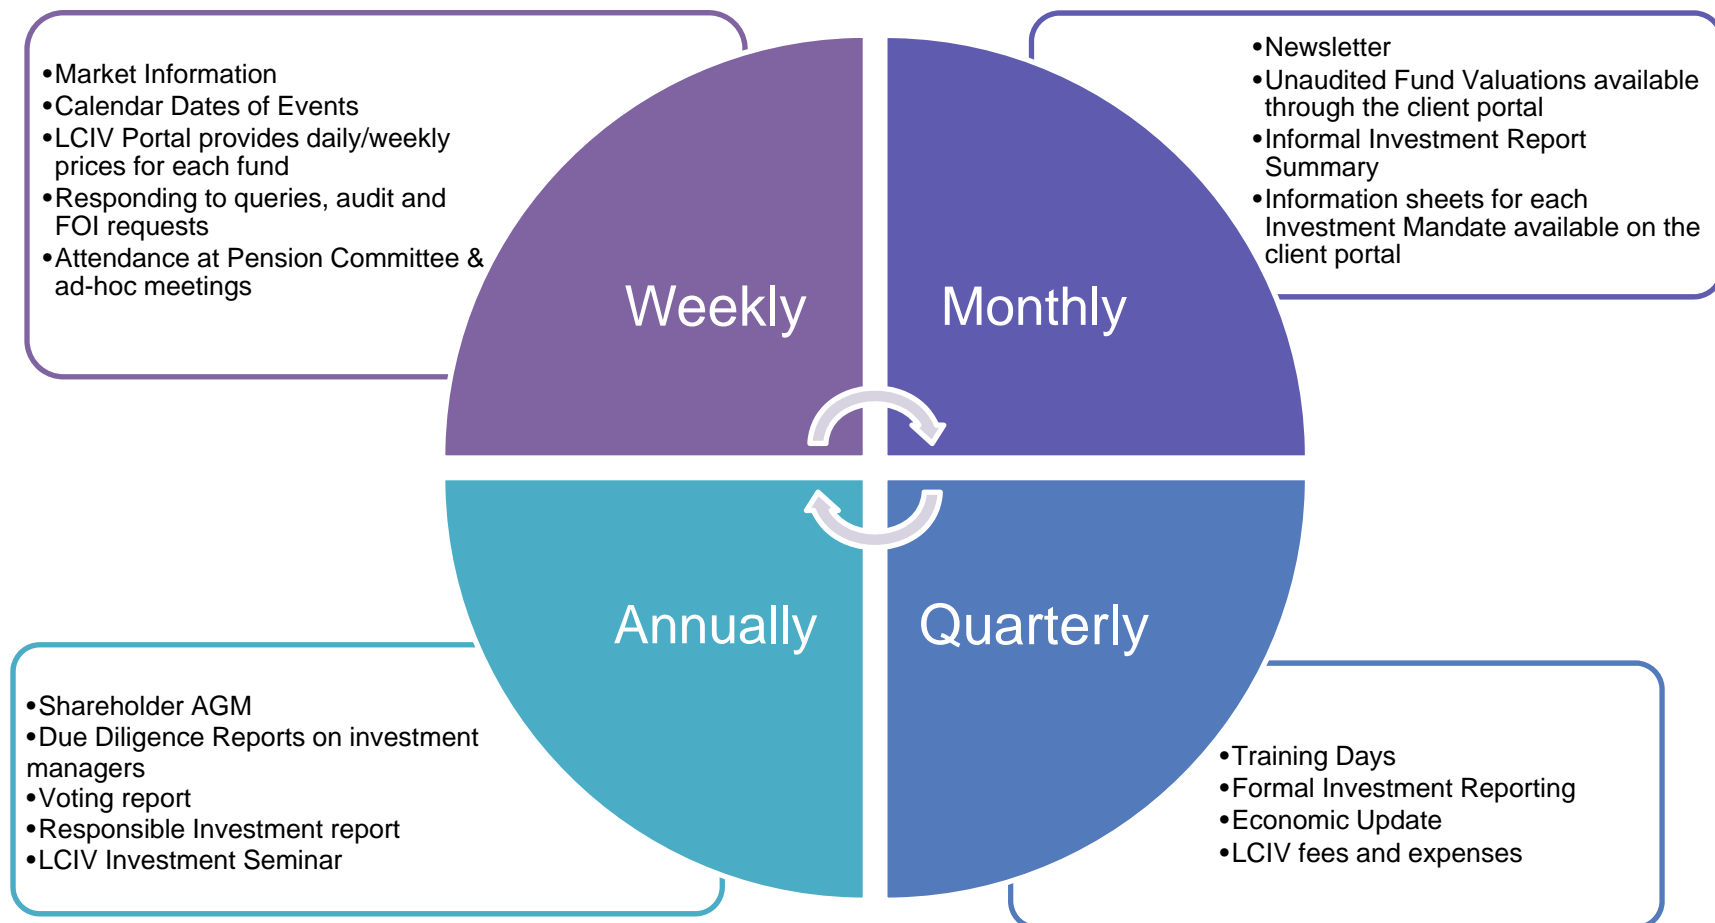 •Market Information
•Calendar Dates of Events
•LCIV Portal provides daily/weekly
prices for each fund
•Responding to queries, audit and
FOI requests
•Attendance at Pension Committee &
ad-hoc meetings
Weekly
•Newsletter
•Unaudited Fund Valuations available
through the client portal
•Informal Investment Report
Summary
•Information sheets for each
Investment Mandate available on the
client portal
Monthly
Annually
•Shareholder AGM
•Due Diligence Reports on investment
managers
•Voting report
•Responsible Investment report
•LCIV Investment Seminar
Quarterly
•Training Days
•Formal Investment Reporting
•Economic Update
•LCIV fees and expenses